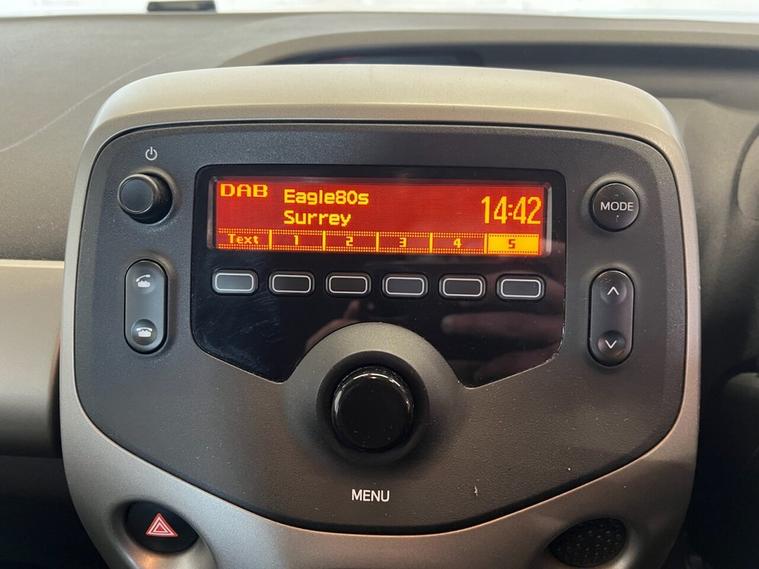 DAB Eagle80s 14:42
Surrey
Text 1 2 3 4 5
MODE
MENU